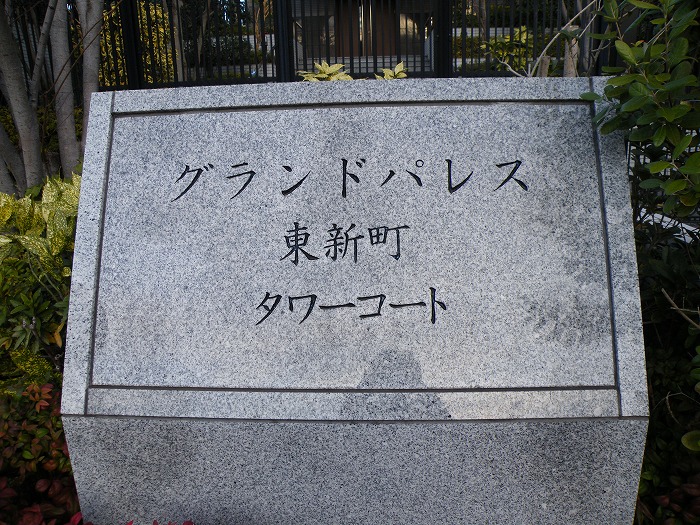 グランドパレス
東新町
タワーコート